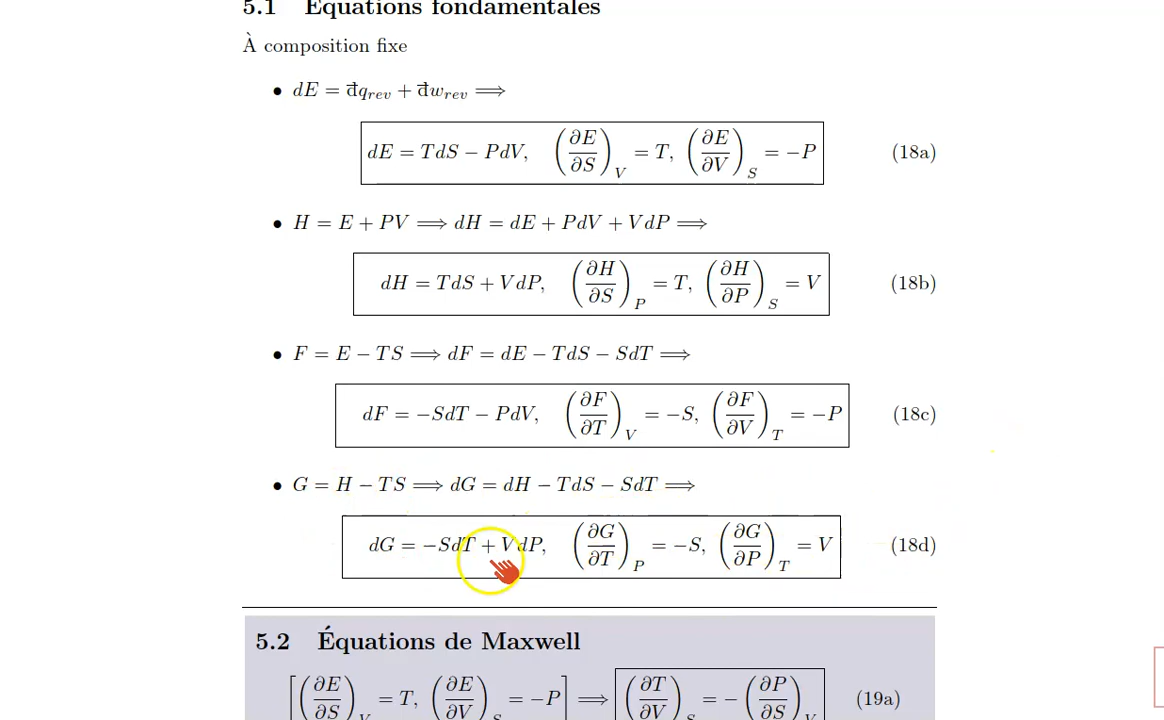 5.1 Équations fondamentales
À composition fixe
• dE = đq_rev + đw_rev ⟹
dE = TdS − PdV, (∂E/∂S)_V = T, (∂E/∂V)_S = −P (18a)
• H = E + PV ⟹ dH = dE + PdV + VdP ⟹
dH = TdS + VdP, (∂H/∂S)_P = T, (∂H/∂P)_S = V (18b)
• F = E − TS ⟹ dF = dE − TdS − SdT ⟹
dF = −SdT − PdV, (∂F/∂T)_V = −S, (∂F/∂V)_T = −P (18c)
• G = H − TS ⟹ dG = dH − TdS − SdT ⟹
dG = −SdT + VdP, (∂G/∂T)_P = −S, (∂G/∂P)_T = V (18d)
5.2 Équations de Maxwell
[(∂E/∂S)_V = T, (∂E/∂V)_S = −P] ⟹ (∂T/∂V)_S = −(∂P/∂S)_V (19a)